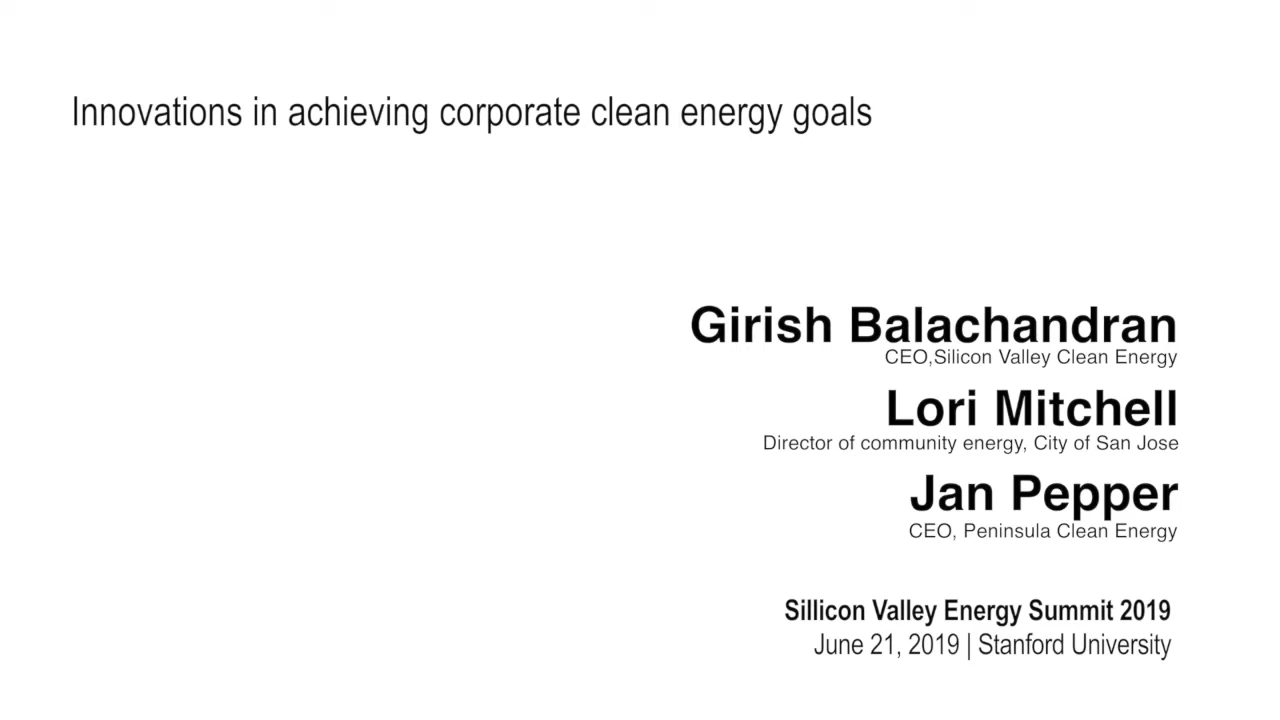 Innovations in achieving corporate clean energy goals
Girish Balachandran
CEO,Silicon Valley Clean Energy
Lori Mitchell
Director of community energy, City of San Jose
Jan Pepper
CEO, Peninsula Clean Energy
Sillicon Valley Energy Summit 2019
June 21, 2019 | Stanford University